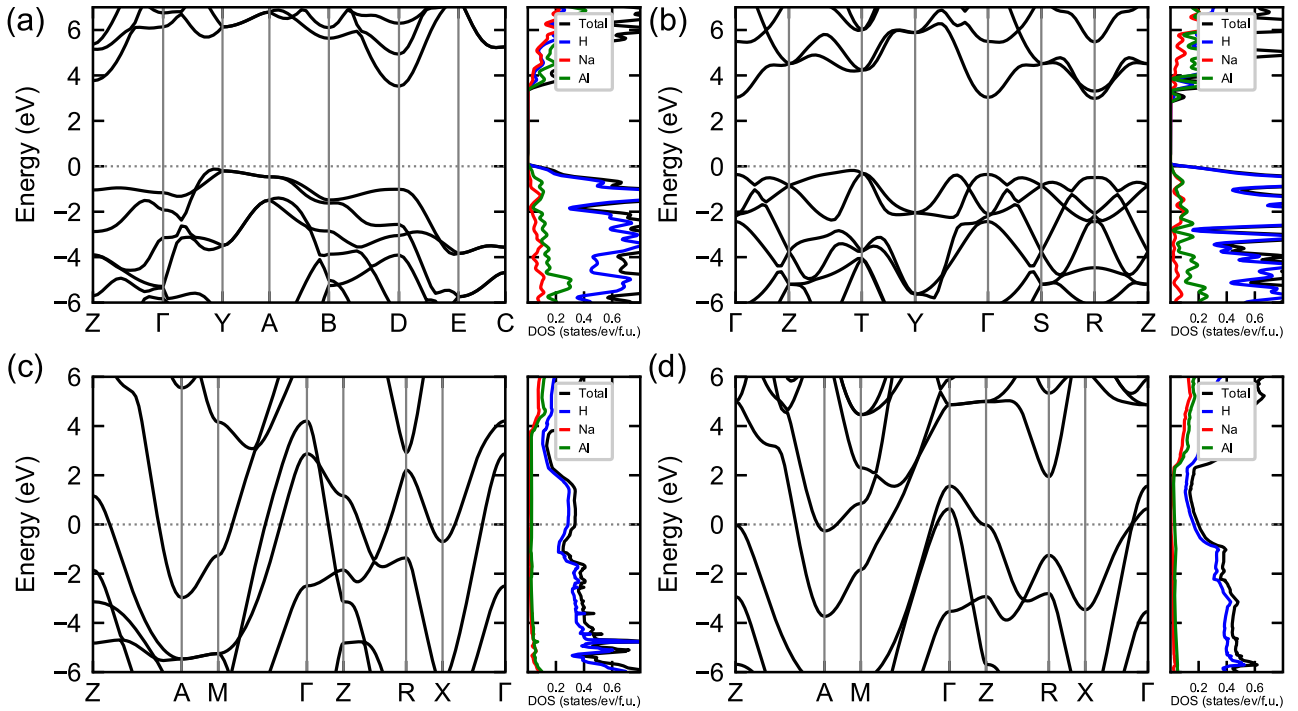 (a)
Energy (eV)
6
4
2
0
−2
−4
−6
Z Γ Y A B D E C
Total
H
Na
Al
0.2 0.4 0.6
DOS (states/ev/f.u.)
(b)
Energy (eV)
6
4
2
0
−2
−4
−6
Γ Z T Y Γ S R Z
Total
H
Na
Al
0.2 0.4 0.6
DOS (states/ev/f.u.)
(c)
Energy (eV)
6
4
2
0
−2
−4
−6
Z A M Γ Z R X Γ
Total
H
Na
Al
0.2 0.4 0.6
DOS (states/ev/f.u.)
(d)
Energy (eV)
6
4
2
0
−2
−4
−6
Z A M Γ Z R X Γ
Total
H
Na
Al
0.2 0.4 0.6
DOS (states/ev/f.u.)